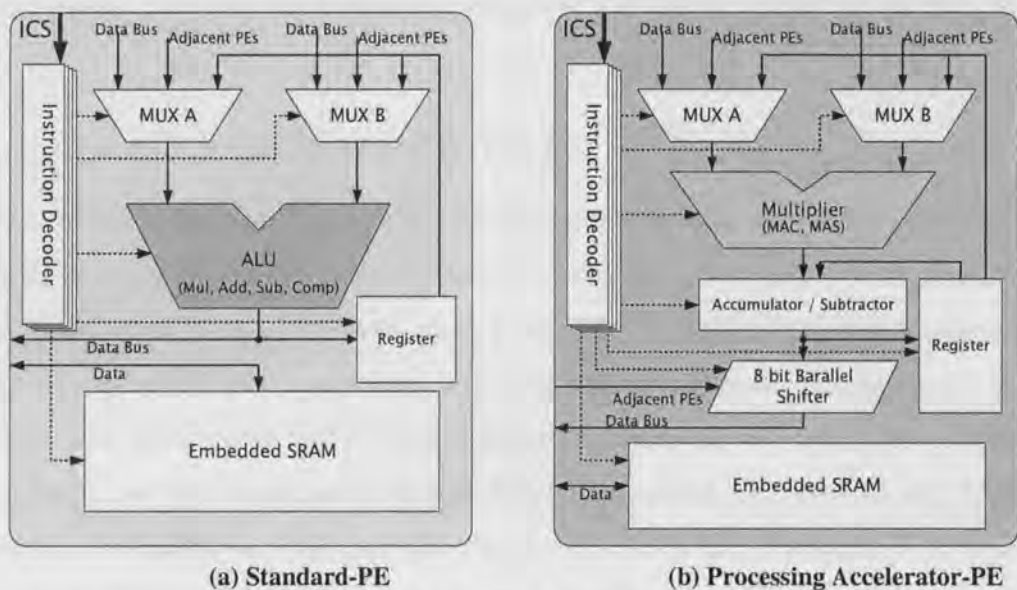 ICS
Data Bus
Adjacent PEs
Data Bus
Adjacent PEs
MUX A
MUX B
Instruction Decoder
ALU
(Mul, Add, Sub, Comp)
Register
Data Bus
Data
Embedded SRAM
(a) Standard-PE
ICS
Data Bus
Adjacent PEs
Data Bus
Adjacent PEs
MUX A
MUX B
Instruction Decoder
Multiplier
(MAC, MAS)
Accumulator / Subtractor
Register
8 bit Barallel
Shifter
Adjacent PEs
Data Bus
Data
Embedded SRAM
(b) Processing Accelerator-PE